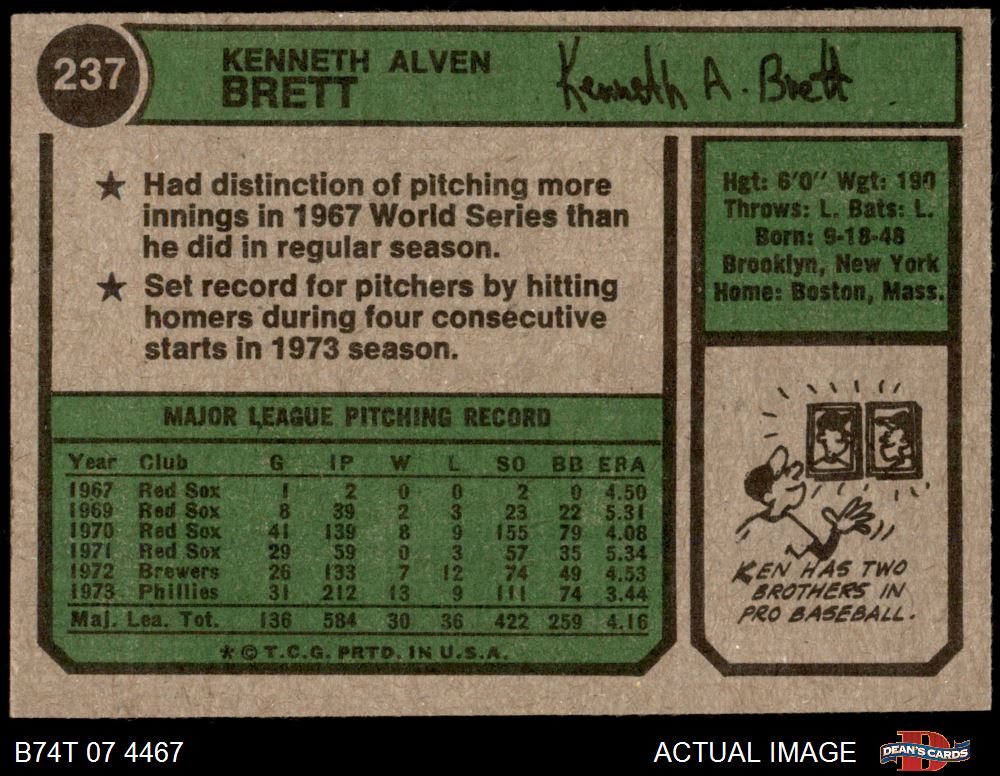 237
KENNETH ALVEN
BRETT
Kenneth A. Brett
★ Had distinction of pitching more
innings in 1967 World Series than
he did in regular season.
★ Set record for pitchers by hitting
homers during four consecutive
starts in 1973 season.
Hgt: 6'0" Wgt: 190
Throws: L. Bats: L.
Born: 9-18-48
Brooklyn, New York
Home: Boston, Mass.
MAJOR LEAGUE PITCHING RECORD
Year Club G IP W L SO BB ERA
1967 Red Sox 1 2 0 0 2 0 4.50
1969 Red Sox 8 39 2 3 23 22 5.31
1970 Red Sox 41 139 8 9 155 79 4.08
1971 Red Sox 29 59 0 3 57 35 5.34
1972 Brewers 26 133 7 12 74 49 4.53
1973 Phillies 31 212 13 9 111 74 3.44
Maj. Lea. Tot. 136 584 30 36 422 259 4.16
* © T.C.G. PRTD. IN U.S.A.
KEN HAS TWO
BROTHERS IN
PRO BASEBALL.
B74T 07 4467
ACTUAL IMAGE
D
DEAN'S CARDS